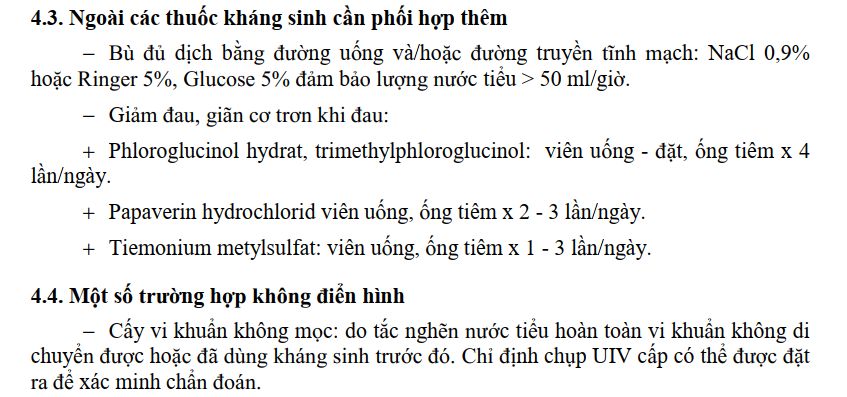 4.3. Ngoài các thuốc kháng sinh cần phối hợp thêm
– Bù đủ dịch bằng đường uống và/hoặc đường truyền tĩnh mạch: NaCl 0,9%
hoặc Ringer 5%, Glucose 5% đảm bảo lượng nước tiểu > 50 ml/giờ.
– Giảm đau, giãn cơ trơn khi đau:
+ Phloroglucinol hydrat, trimethylphloroglucinol: viên uống - đặt, ống tiêm x 4
lần/ngày.
+ Papaverin hydrochlorid viên uống, ống tiêm x 2 - 3 lần/ngày.
+ Tiemonium metylsulfat: viên uống, ống tiêm x 1 - 3 lần/ngày.
4.4. Một số trường hợp không điển hình
– Cấy vi khuẩn không mọc: do tắc nghẽn nước tiểu hoàn toàn vi khuẩn không di
chuyển được hoặc đã dùng kháng sinh trước đó. Chỉ định chụp UIV cấp có thể được đặt
ra để xác minh chẩn đoán.